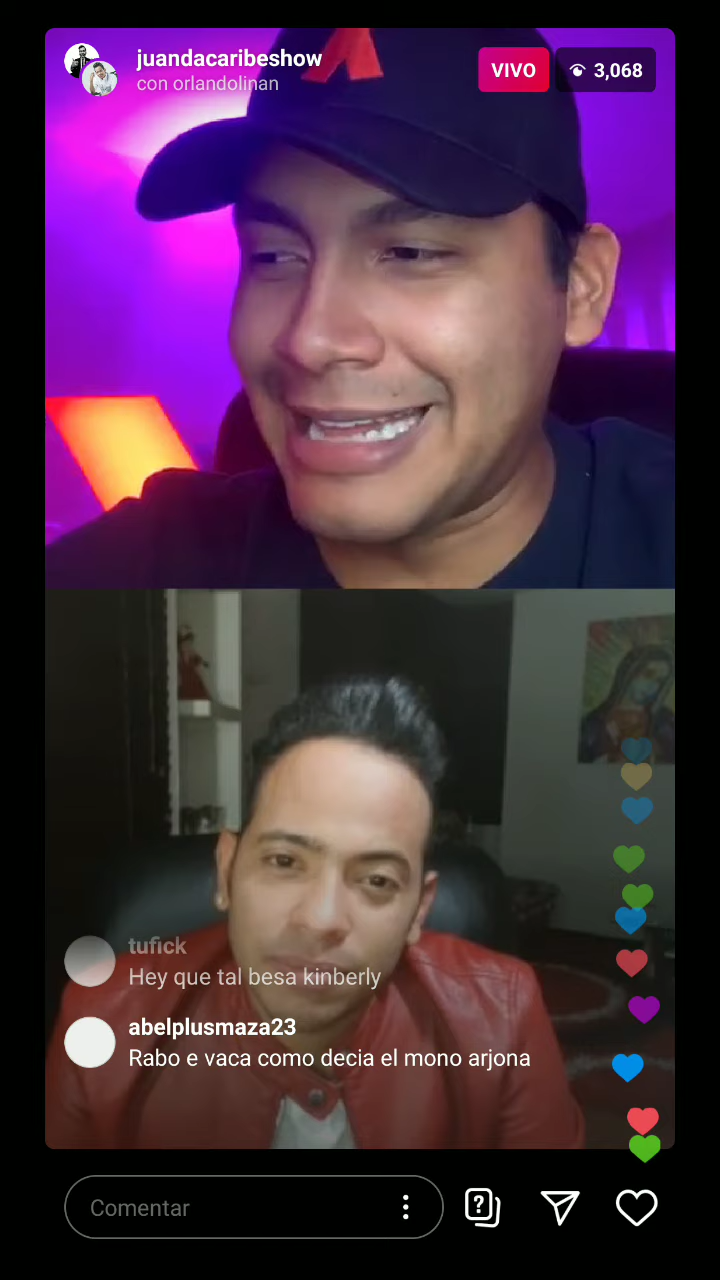 juandacaribeshow
con orlandolinan
VIVO
3,068
tufick
Hey que tal besa kinberly
abelplusmaza23
Rabo e vaca como decia el mono arjona
Comentar